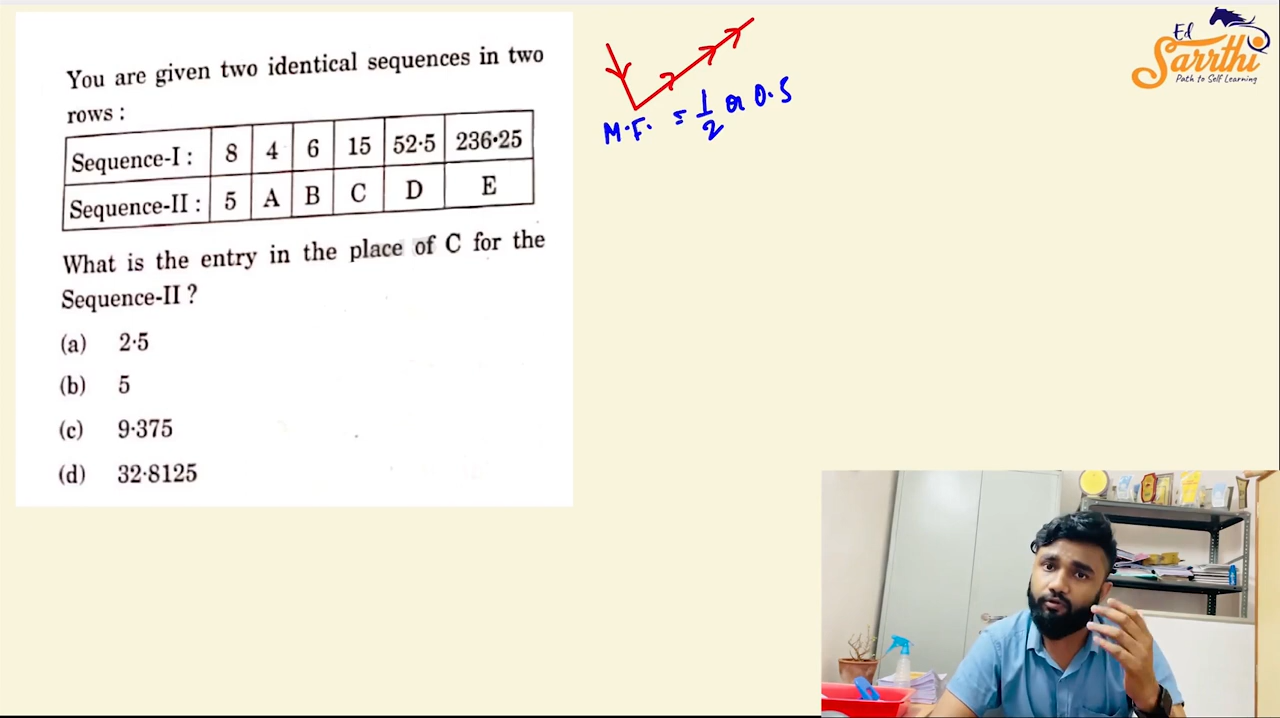 You are given two identical sequences in two
rows :
Sequence-I : 8 4 6 15 52·5 236·25
Sequence-II : 5 A B C D E
What is the entry in the place of C for the
Sequence-II ?
(a) 2·5
(b) 5
(c) 9·375
(d) 32·8125
M.F. = 1/2 or 0.5
Ed
Sarrthi
Path to Self Learning